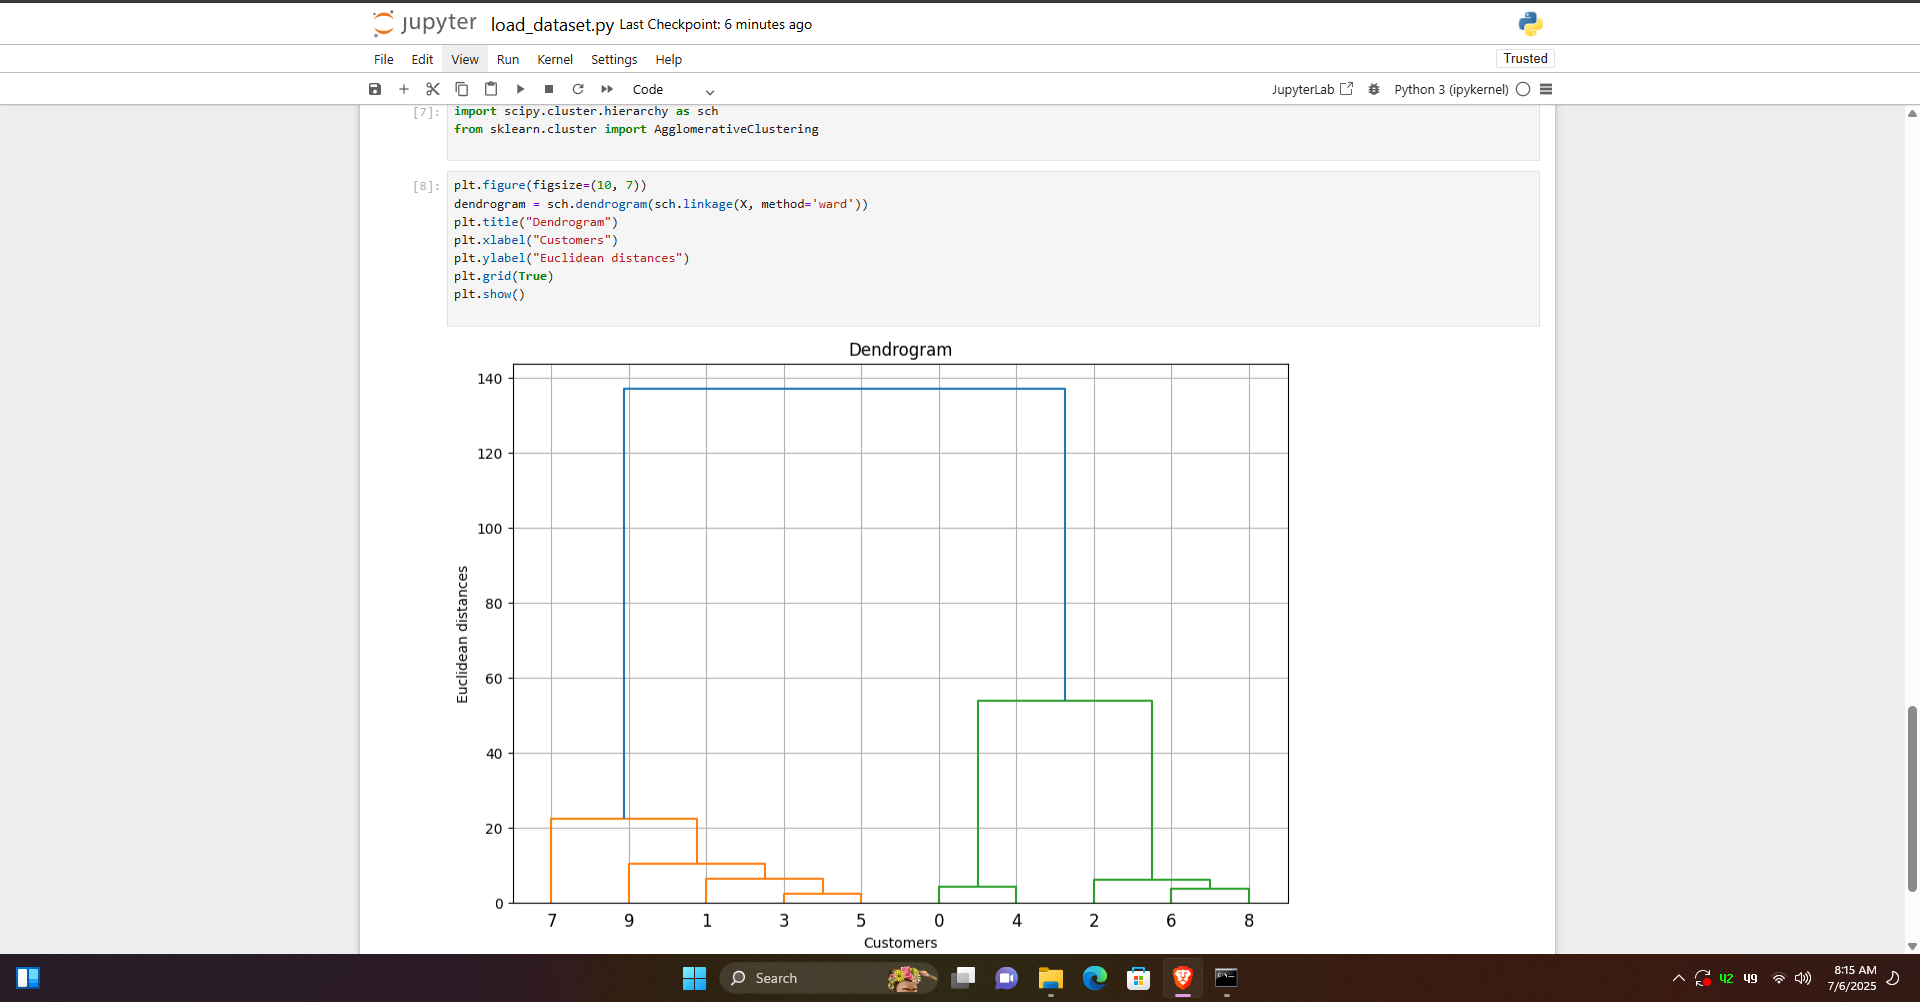 jupyter load_dataset.py Last Checkpoint: 6 minutes ago
File Edit View Run Kernel Settings Help Trusted
Code JupyterLab Python 3 (ipykernel)
[7]: import scipy.cluster.hierarchy as sch
from sklearn.cluster import AgglomerativeClustering
[8]: plt.figure(figsize=(10, 7))
dendrogram = sch.dendrogram(sch.linkage(X, method='ward'))
plt.title("Dendrogram")
plt.xlabel("Customers")
plt.ylabel("Euclidean distances")
plt.grid(True)
plt.show()
Dendrogram
140
120
100
80
60
40
20
0
Euclidean distances
7 9 1 3 5 0 4 2 6 8
Customers
Search
42 49
8:15 AM
7/6/2025